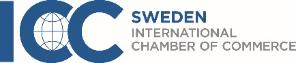 ICC SWEDEN
INTERNATIONAL
CHAMBER OF COMMERCE